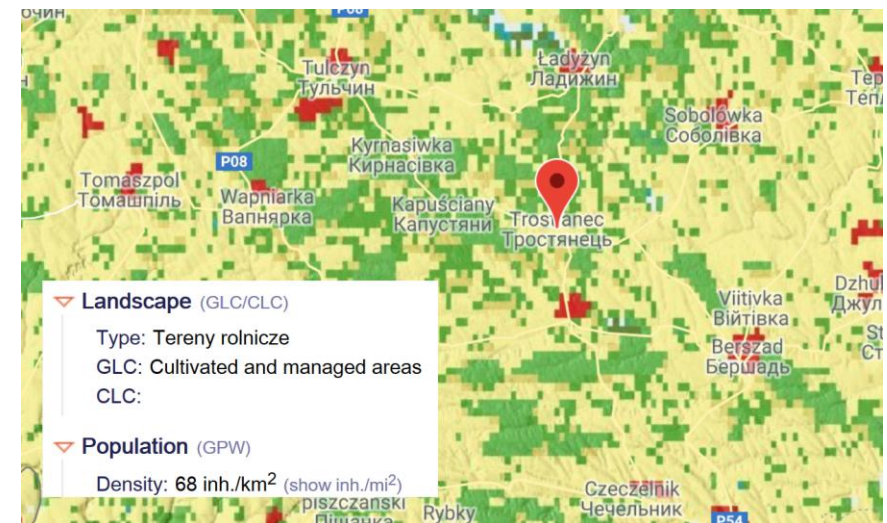 P08
Tulczyn
Тульчин
Ładyżyn
Ладижин
Sobolówka
Соболівка
Kyrnasiwka
Кирнасівка
P08
Tomaszpol
Томашпіль
Wapniarka
Вапнярка
Kapuściany
Капустяни
Trostianec
Тростянець
Landscape (GLC/CLC)
Type: Tereny rolnicze
GLC: Cultivated and managed areas
CLC:
Population (GPW)
Density: 68 inh./km² (show inh./mi²)
Viitivka
Війтівка
Berszad
Бершадь
Czeczelnik
Чечельник
piszczański
Rybky
P54